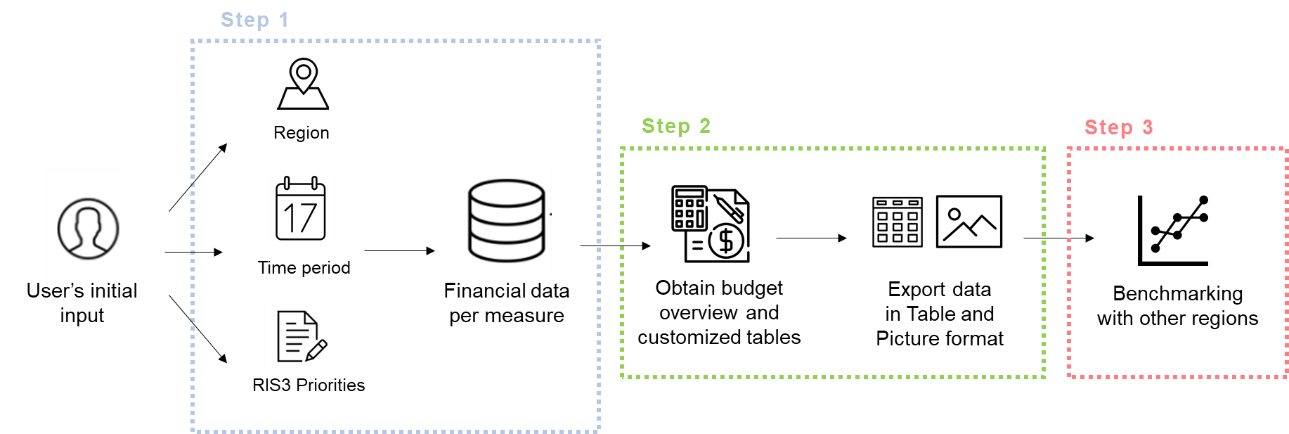 Step 1
Region
17
Time period
RIS3 Priorities
User's initial
input
Financial data
per measure
Step 2
$
Obtain budget
overview and
customized tables
Export data
in Table and
Picture format
Step 3
Benchmarking
with other regions